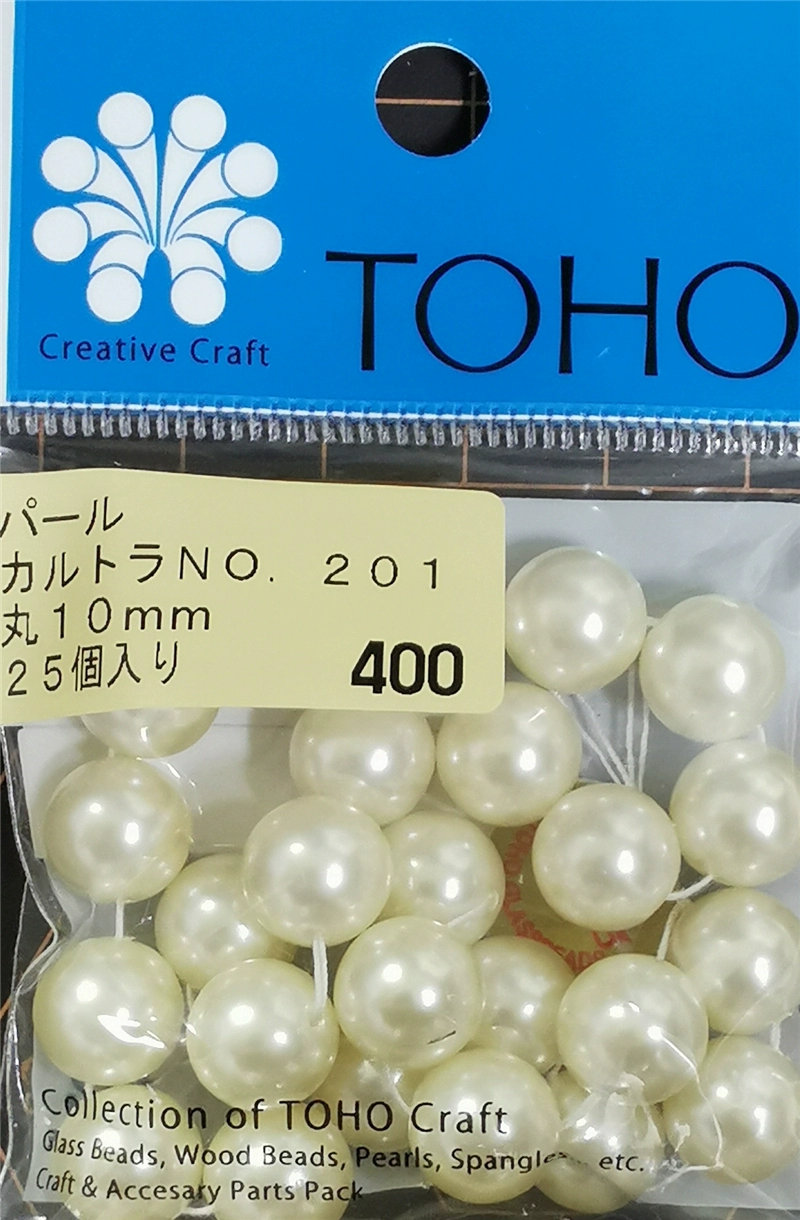 Creative Craft
TOHO
パール
カルトラNO. 201
丸10mm
25個入り
400
Collection of TOHO Craft
Glass Beads, Wood Beads, Pearls, Spangles etc.
Craft & Accesary Parts Pack